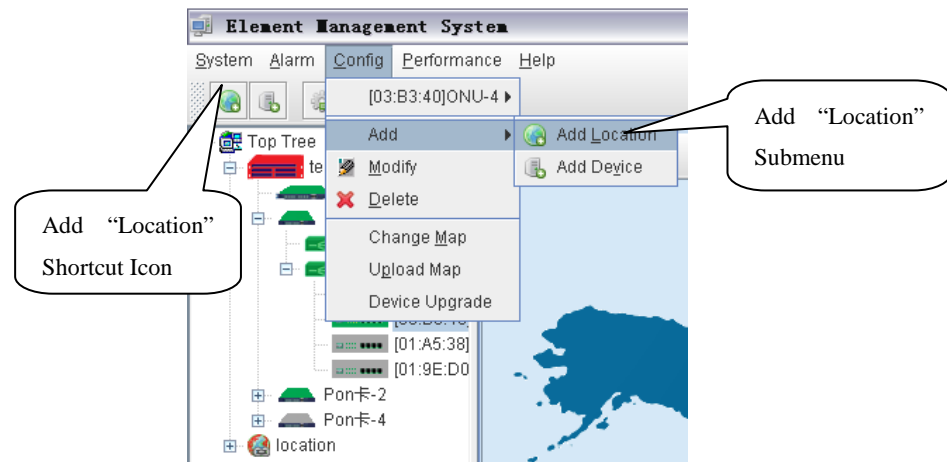 Element Management System
System Alarm Config Performance Help
[03:B3:40]ONU-4
Add
Add Location
Add Device
Modify
Delete
Change Map
Upload Map
Device Upgrade
Top Tree
te
[01:A5:38]
[01:9E:D0
Pon卡-2
Pon卡-4
location
Add “Location”
Shortcut Icon
Add “Location”
Submenu